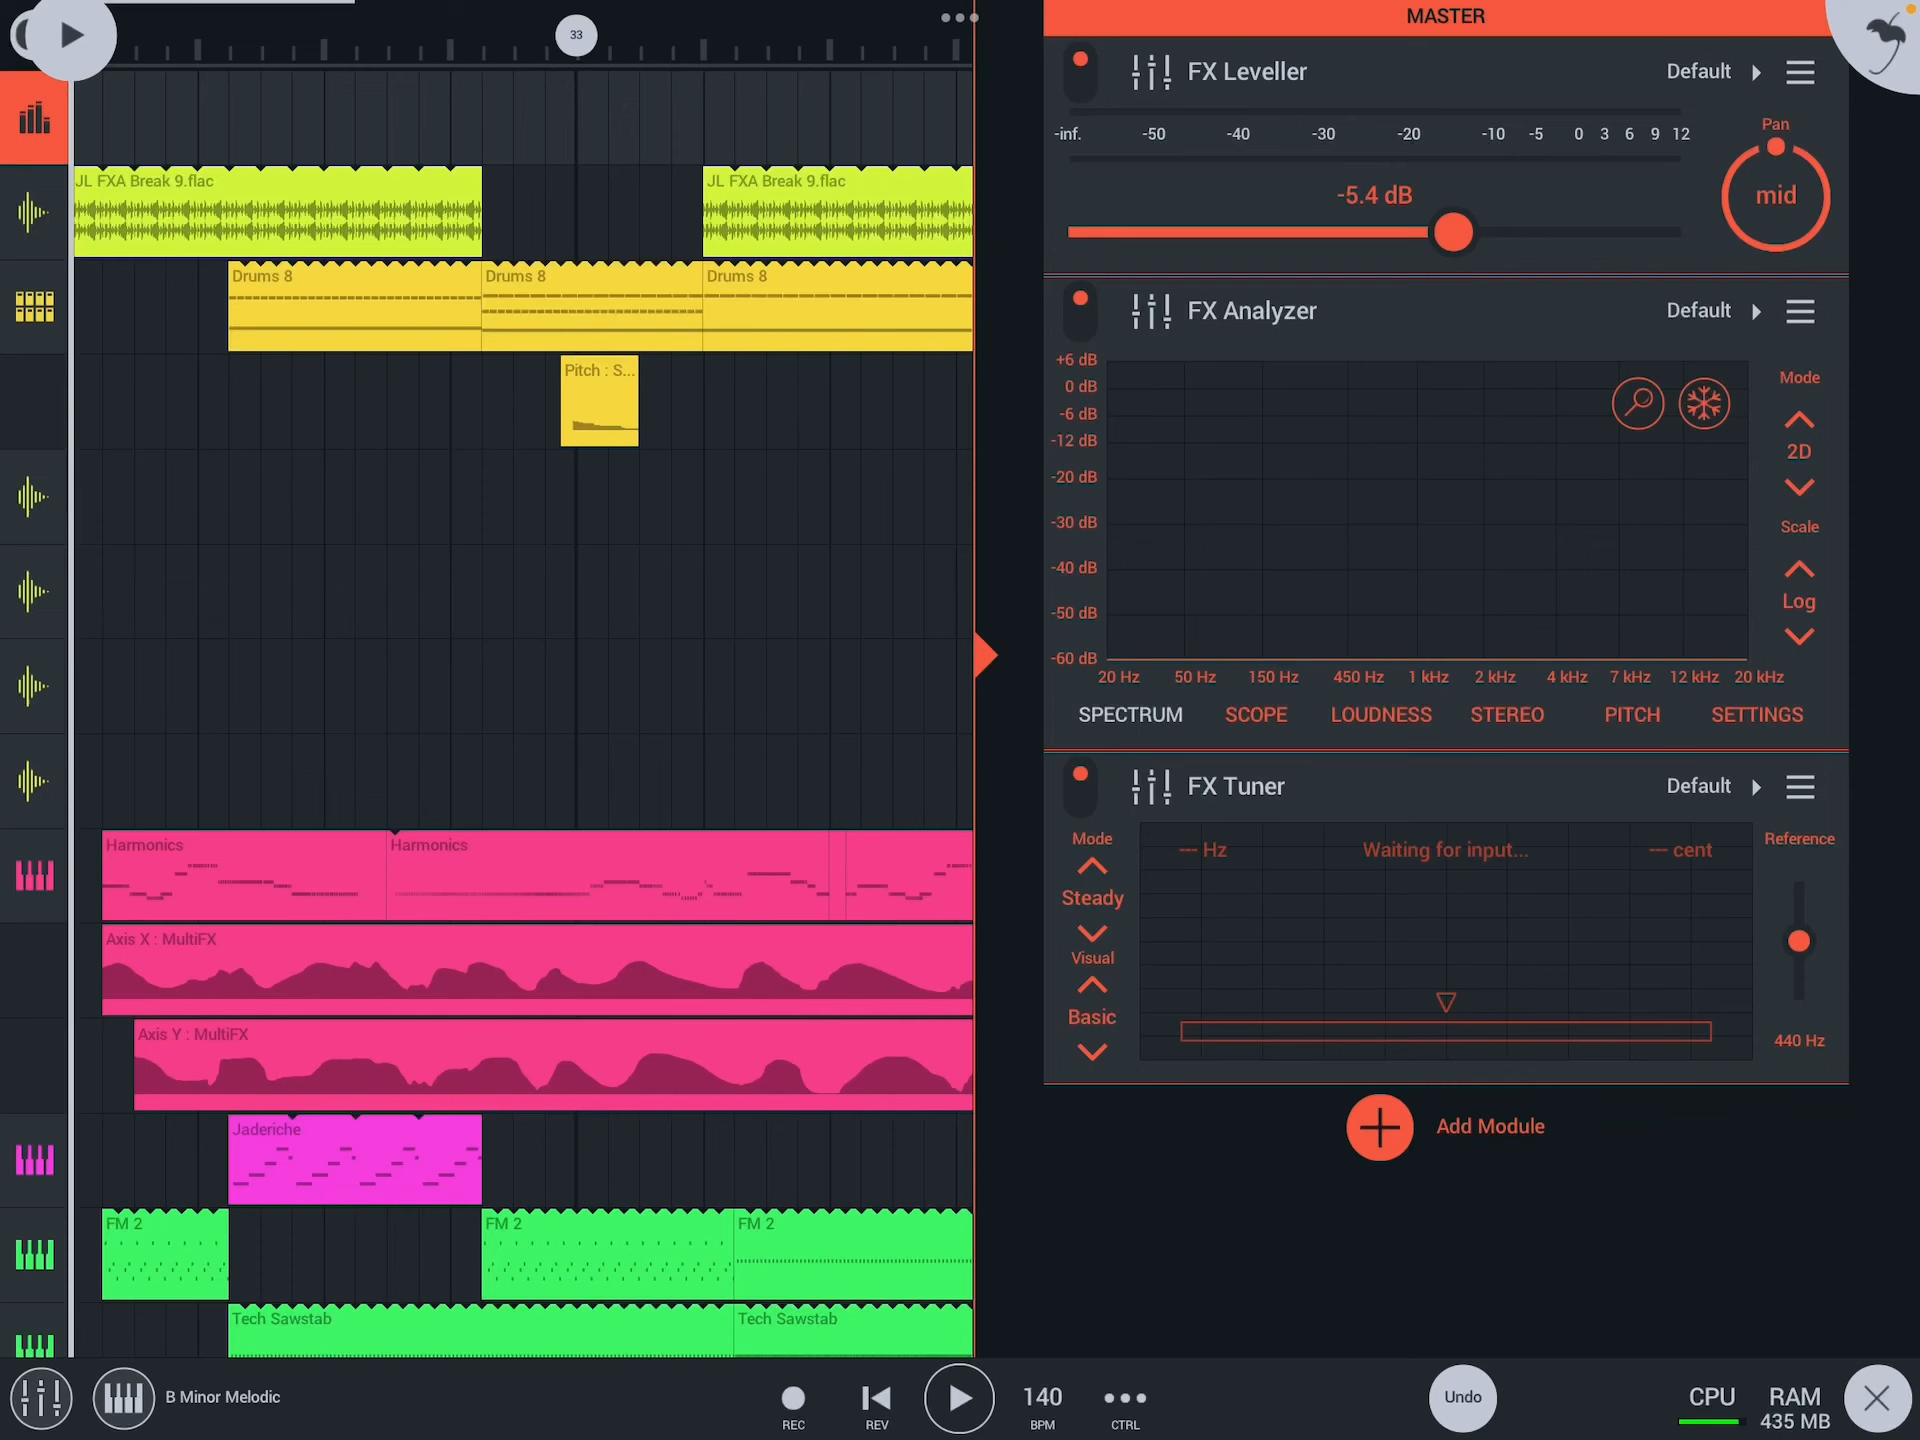 33
MASTER
FX Leveller
Default
-inf. -50 -40 -30 -20 -10 -5 0 3 6 9 12
Pan
-5.4 dB
mid
JL FXA Break 9.flac
JL FXA Break 9.flac
Drums 8
Drums 8
Drums 8
Pitch : S...
FX Analyzer
Default
+6 dB
0 dB
-6 dB
-12 dB
-20 dB
-30 dB
-40 dB
-50 dB
-60 dB
Mode
2D
Scale
Log
20 Hz 50 Hz 150 Hz 450 Hz 1 kHz 2 kHz 4 kHz 7 kHz 12 kHz 20 kHz
SPECTRUM SCOPE LOUDNESS STEREO PITCH SETTINGS
FX Tuner
Default
Mode
Steady
Visual
Basic
--- Hz
Waiting for input...
--- cent
Reference
440 Hz
Add Module
Harmonics
Harmonics
Axis X : MultiFX
Axis Y : MultiFX
Jaderiche
FM 2
FM 2
FM 2
Tech Sawstab
Tech Sawstab
B Minor Melodic
REC
REV
140
BPM
CTRL
Undo
CPU
RAM
435 MB